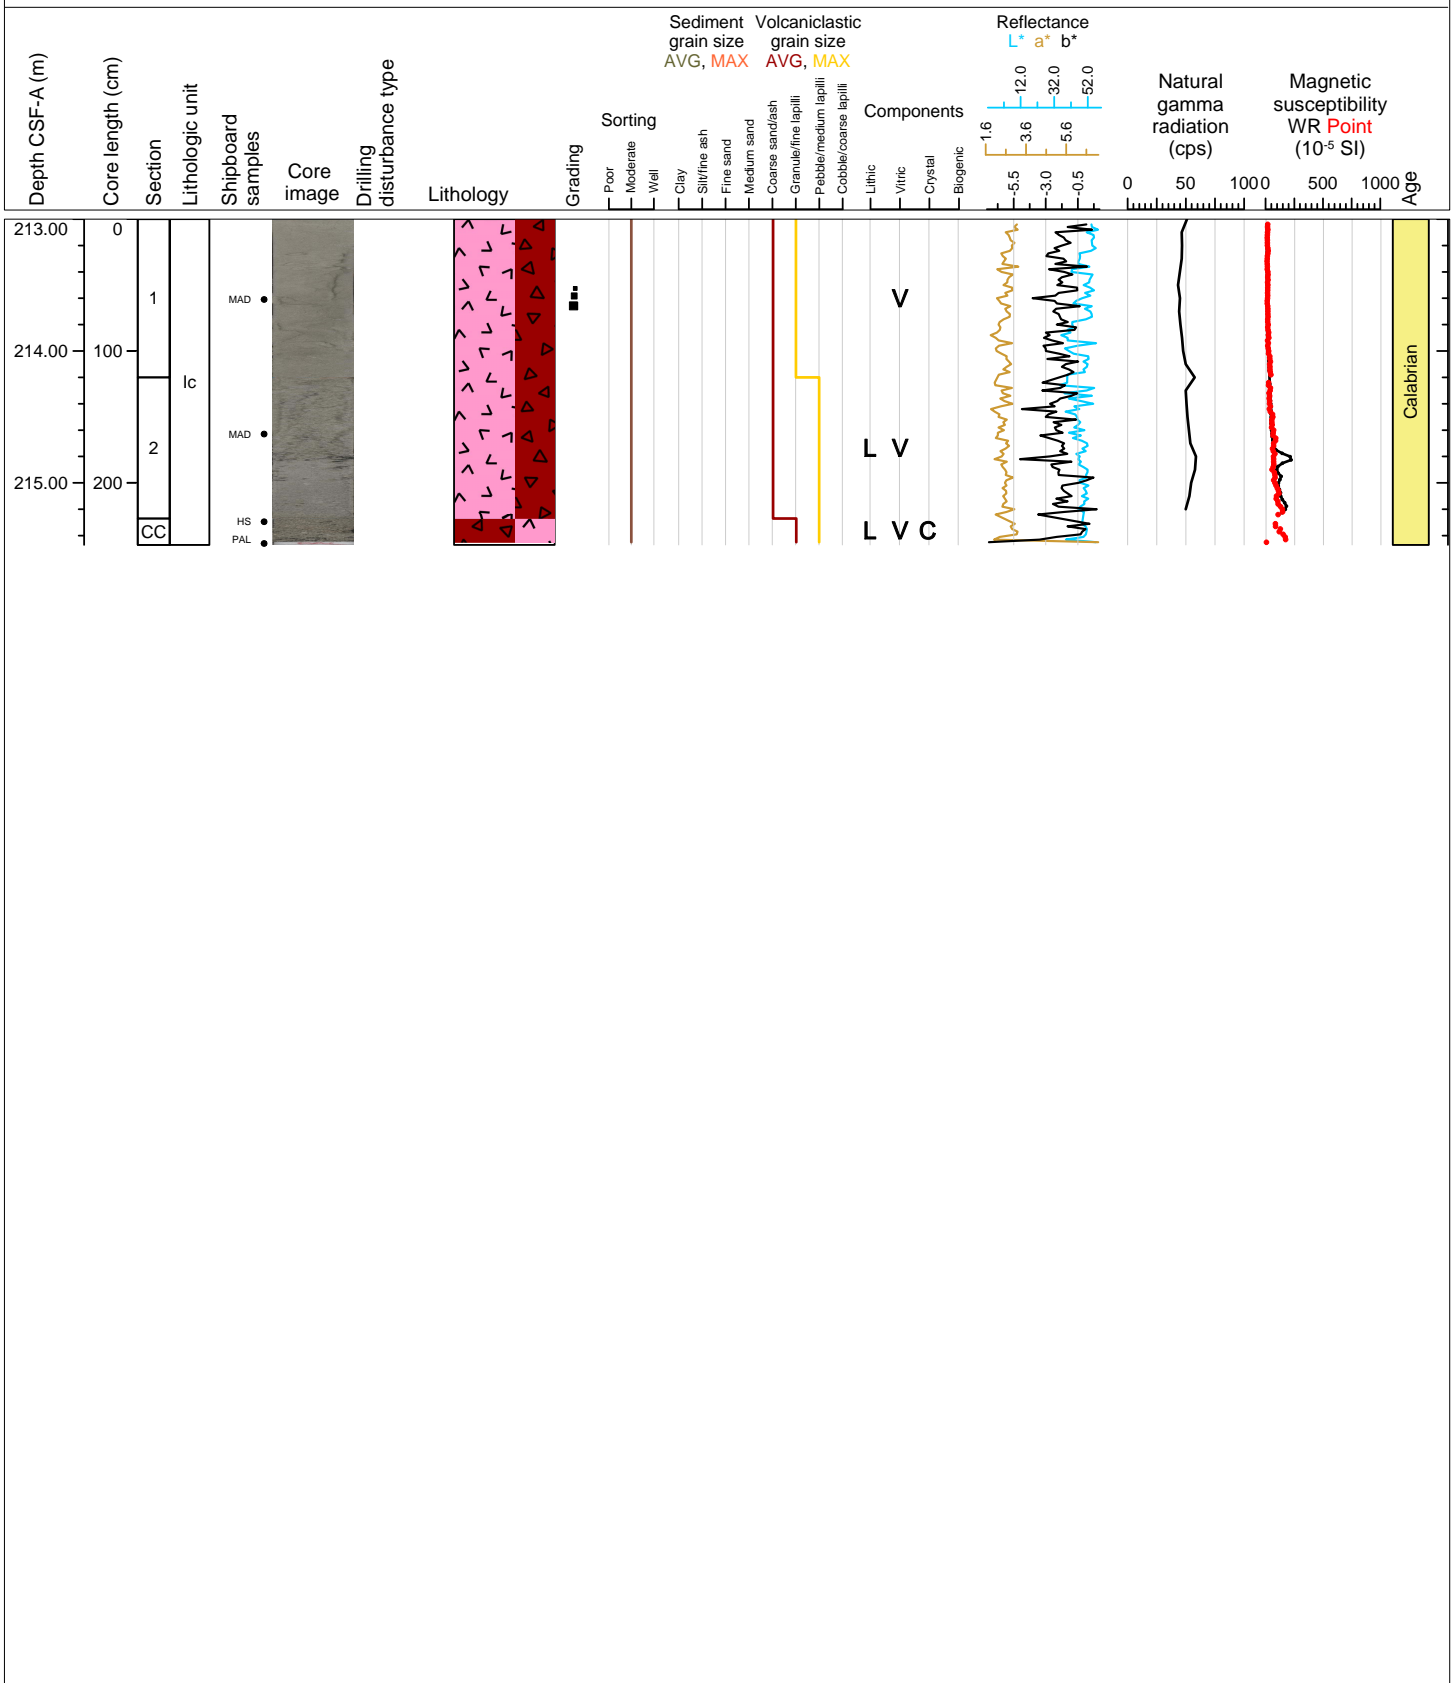 Depth CSF-A (m)
Core length (cm)
Section
Lithologic unit
Shipboard
samples
Core
image
Drilling
disturbance type
Lithology
Grading
Sorting
Poor
Moderate
Well
Sediment
grain size
AVG, MAX
Volcaniclastic
grain size
AVG, MAX
Clay
Silt/fine ash
Fine sand
Medium sand
Coarse sand/ash
Granule/fine lapilli
Pebble/medium lapilli
Cobble/coarse lapilli
Components
Lithic
Vitric
Crystal
Biogenic
Reflectance
L* a* b*
12.0 32.0 52.0
1.6 3.6 5.6
-5.5 -3.0 -0.5
Natural
gamma
radiation
(cps)
0 50 100
Magnetic
susceptibility
WR Point
(10-5 SI)
0 500 1000
Age
213.00 0
1
MAD
V
214.00 100
Ic
Calabrian
MAD
2
L V
215.00 200
HS
CC
L V C
PAL